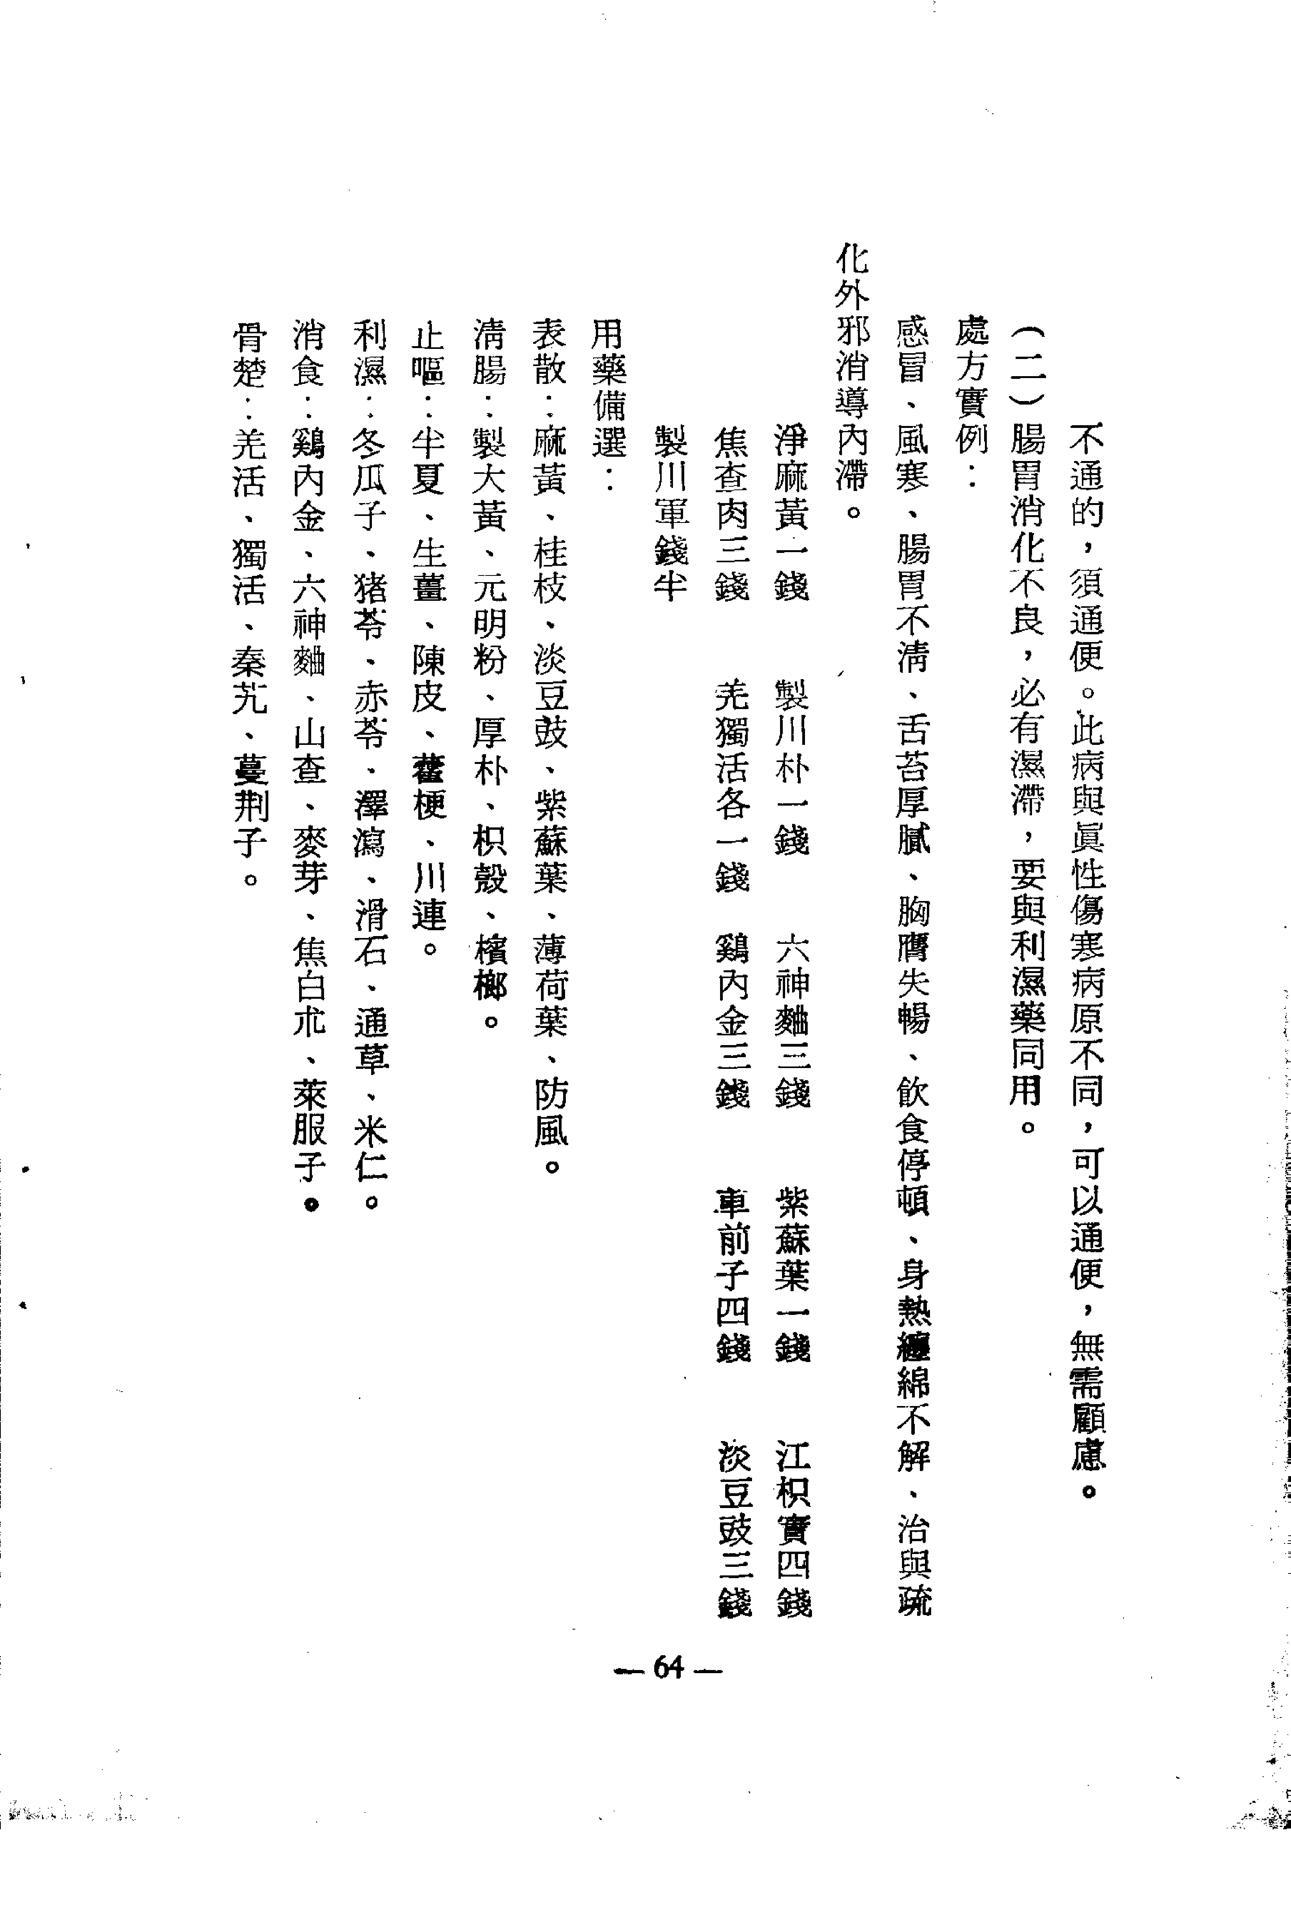 不通的，須通便。此病與眞性傷寒病原不同，可以通便，無需顧慮。
（二）腸胃消化不良，必有濕滯，要與利濕藥同用。
處方實例：
感冒、風寒、腸胃不淸、舌苔厚膩、胸膺失暢、飲食停頓、身熱纏綿不解、治與疏
化外邪消導內滯。
淨麻黃一錢　製川朴一錢　六神麯三錢　紫蘇葉一錢　江枳實四錢
焦查肉三錢　羌獨活各一錢　鷄內金三錢　車前子四錢　淡豆豉三錢
製川軍錢半
用藥備選：
表散：麻黃、桂枝、淡豆豉、紫蘇葉、薄荷葉、防風。
淸腸：製大黃、元明粉、厚朴、枳殼、檳榔。
止嘔：半夏、生薑、陳皮、藿梗、川連。
利濕：冬瓜子、猪苓、赤苓、澤瀉、滑石、通草、米仁。
消食：鷄內金、六神麯、山查、麥芽、焦白朮、萊服子。
骨楚：羌活、獨活、秦艽、蔓荆子。
— 64 —